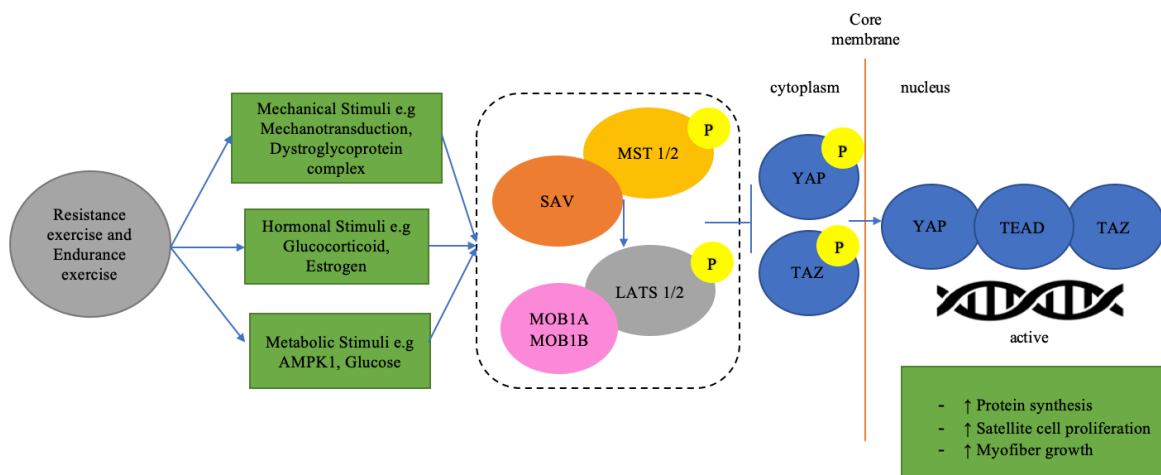 Core
membrane
cytoplasm
nucleus
Resistance
exercise and
Endurance
exercise
Mechanical Stimuli e.g
Mechanotransduction,
Dystroglycoprotein
complex
Hormonal Stimuli e.g
Glucocorticoid,
Estrogen
Metabolic Stimuli e.g
AMPK1, Glucose
P
MST 1/2
SAV
P
LATS 1/2
MOB1A
MOB1B
P
YAP
P
TAZ
YAP
TEAD
TAZ
active
- ↑ Protein synthesis
- ↑ Satellite cell proliferation
- ↑ Myofiber growth